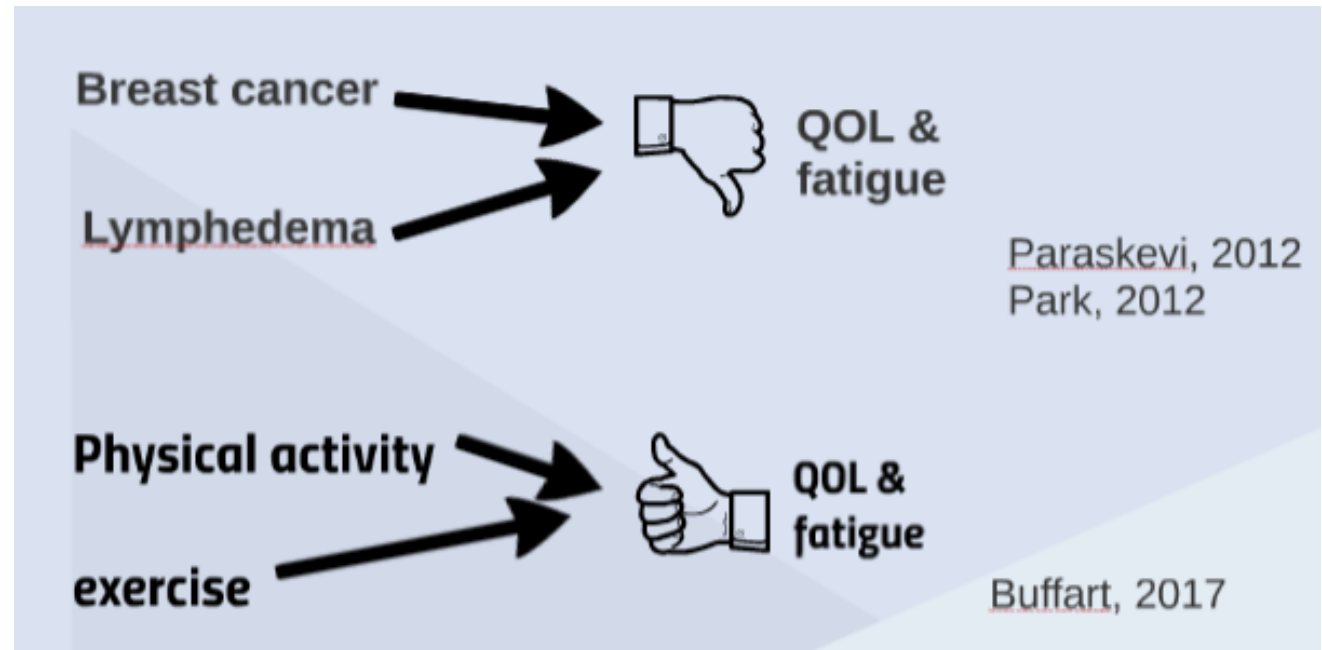 Breast cancer
QOL &
fatigue
Lymphedema
Paraskevi, 2012
Park, 2012
Physical activity
QOL &
fatigue
exercise
Buffart, 2017